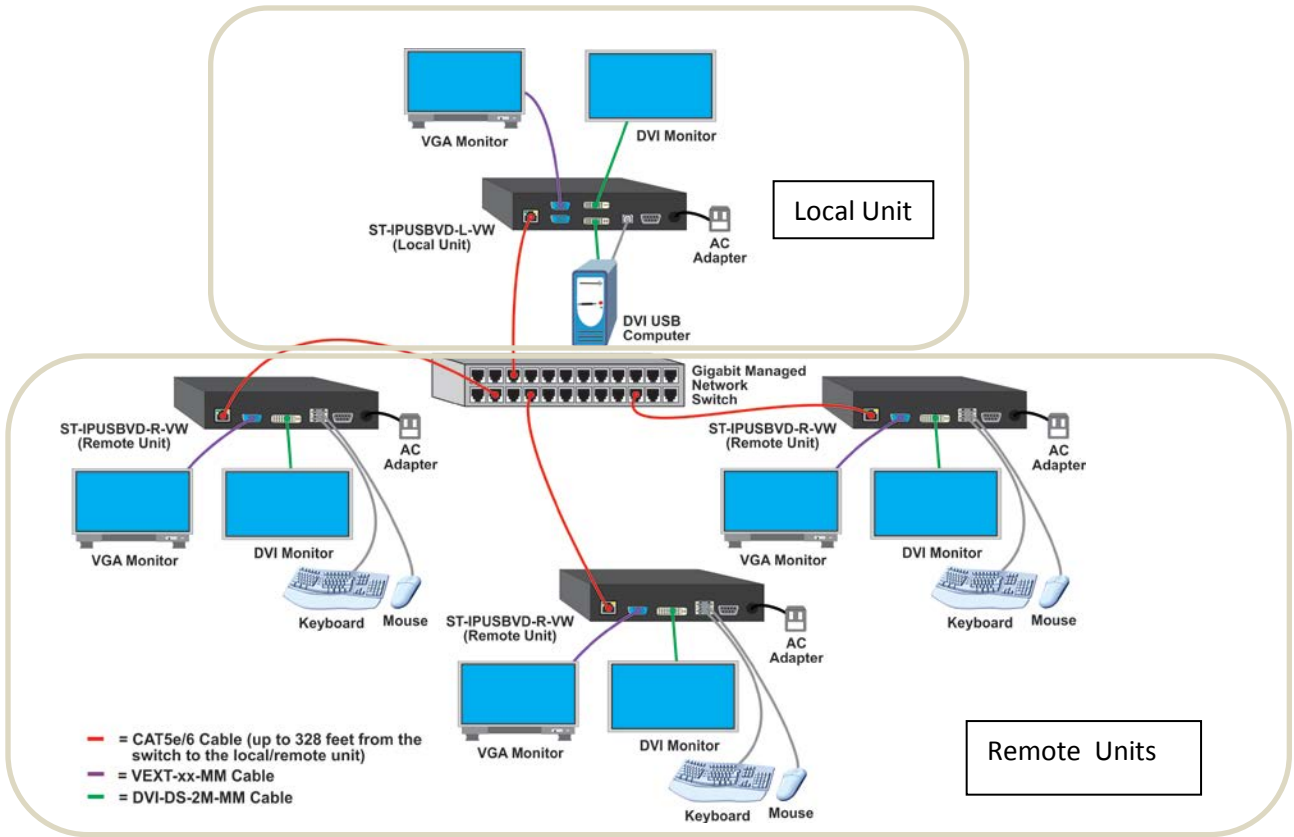 VGA Monitor
DVI Monitor
Local Unit
ST-IPUSBVD-L-VW
(Local Unit)
AC
Adapter
DVI USB
Computer
Gigabit Managed
Network
Switch
ST-IPUSBVD-R-VW
(Remote Unit)
AC
Adapter
VGA Monitor
DVI Monitor
Keyboard
Mouse
ST-IPUSBVD-R-VW
(Remote Unit)
AC
Adapter
VGA Monitor
DVI Monitor
Keyboard
Mouse
ST-IPUSBVD-R-VW
(Remote Unit)
AC
Adapter
VGA Monitor
DVI Monitor
Keyboard
Mouse
= CAT5e/6 Cable (up to 328 feet from the
switch to the local/remote unit)
= VEXT-xx-MM Cable
= DVI-DS-2M-MM Cable
Remote Units